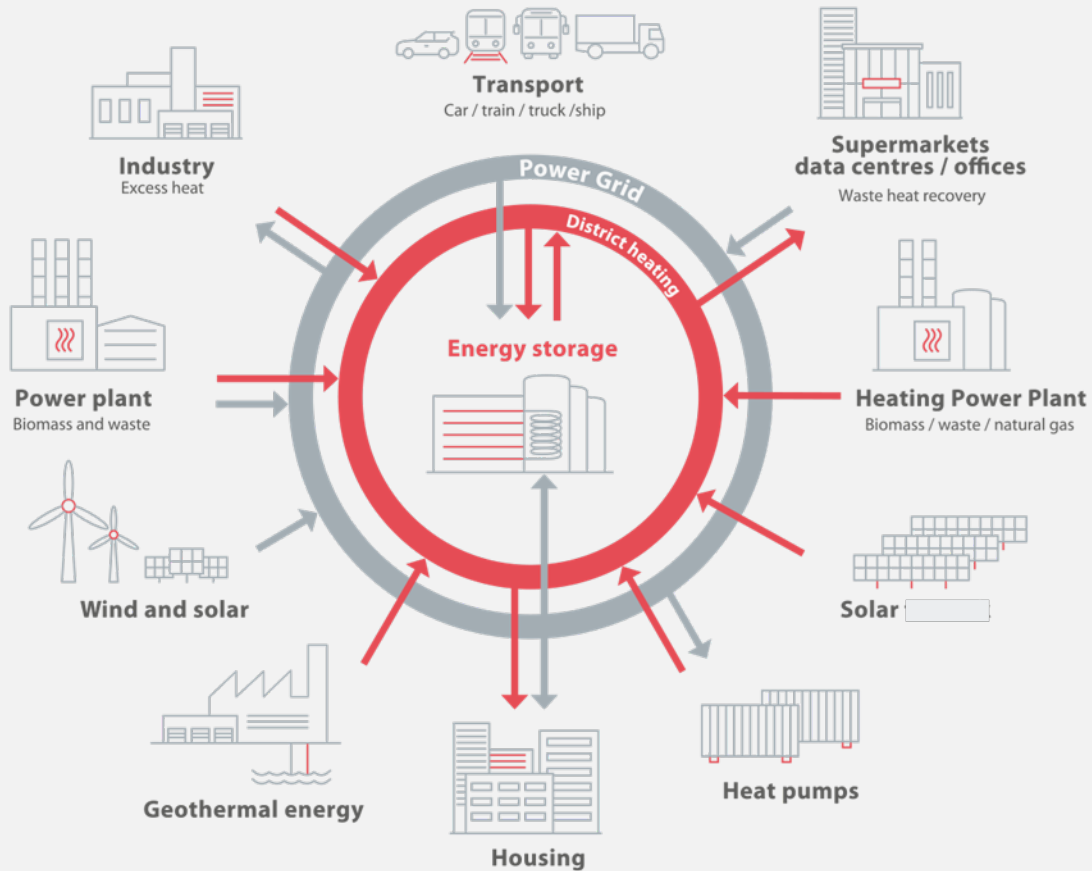 Transport
Car / train / truck /ship
Industry
Excess heat
Supermarkets
data centres / offices
Waste heat recovery
Power Grid
District heating
Energy storage
Power plant
Biomass and waste
Heating Power Plant
Biomass / waste / natural gas
Wind and solar
Solar
Geothermal energy
Heat pumps
Housing